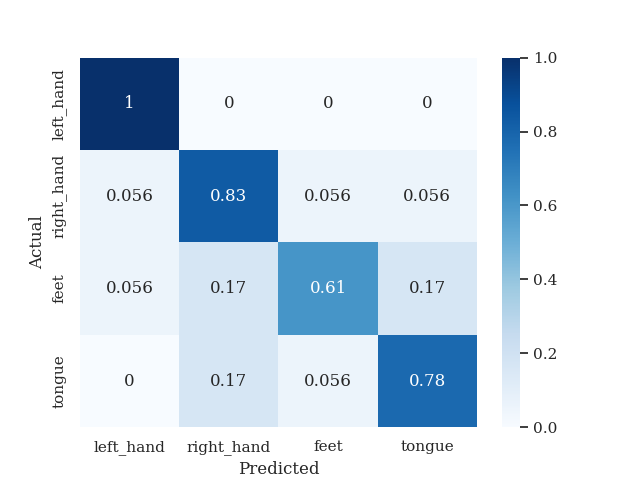 Actual
left_hand
right_hand
feet
tongue
1 0 0 0
0.056 0.83 0.056 0.056
0.056 0.17 0.61 0.17
0 0.17 0.056 0.78
left_hand right_hand feet tongue
Predicted
1.0
0.8
0.6
0.4
0.2
0.0